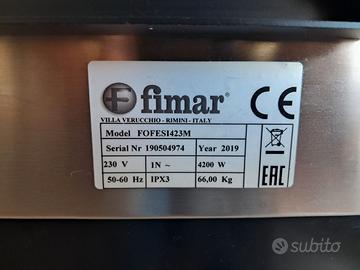 F fimar® CE
VILLA VERUCCHIO - RIMINI - ITALY
Model FOFESI423M
Serial Nr 190504974 Year 2019
230 V 1N ~ 4200 W
50-60 Hz IPX3 66,00 Kg
EAC
subito